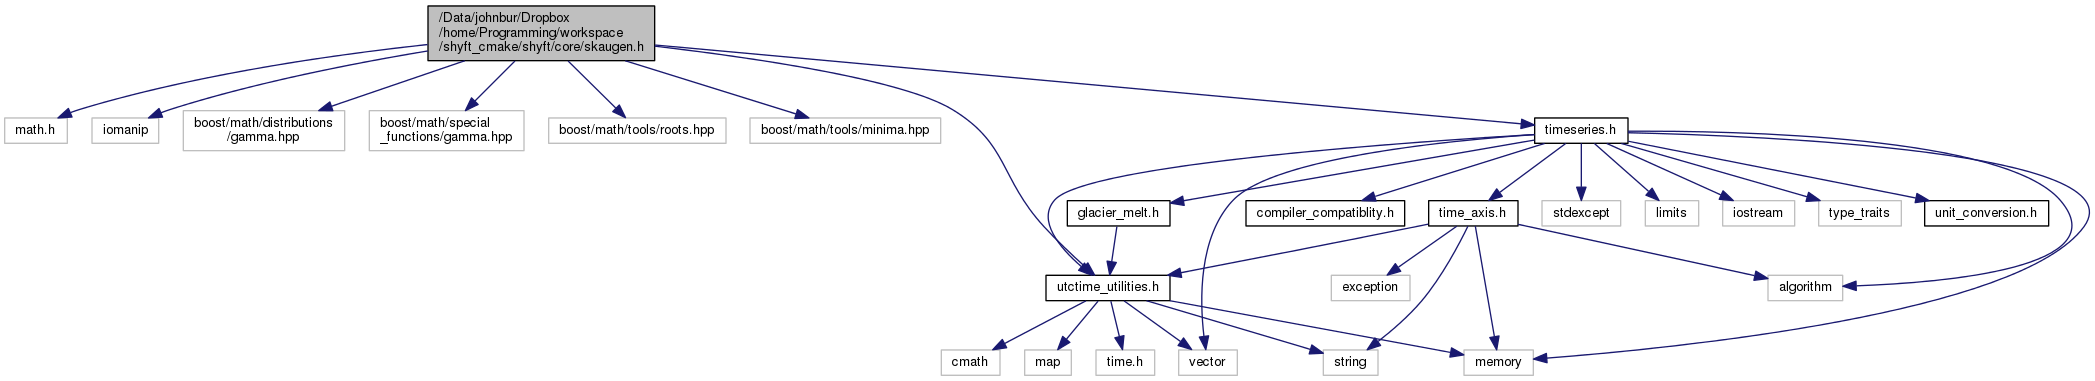 /Data/johnbur/Dropbox
/home/Programming/workspace
/shyft_cmake/shyft/core/skaugen.h
math.h
iomanip
boost/math/distributions
/gamma.hpp
boost/math/special
_functions/gamma.hpp
boost/math/tools/roots.hpp
boost/math/tools/minima.hpp
timeseries.h
glacier_melt.h
compiler_compatiblity.h
time_axis.h
stdexcept
limits
iostream
type_traits
unit_conversion.h
utctime_utilities.h
exception
algorithm
cmath
map
time.h
vector
string
memory